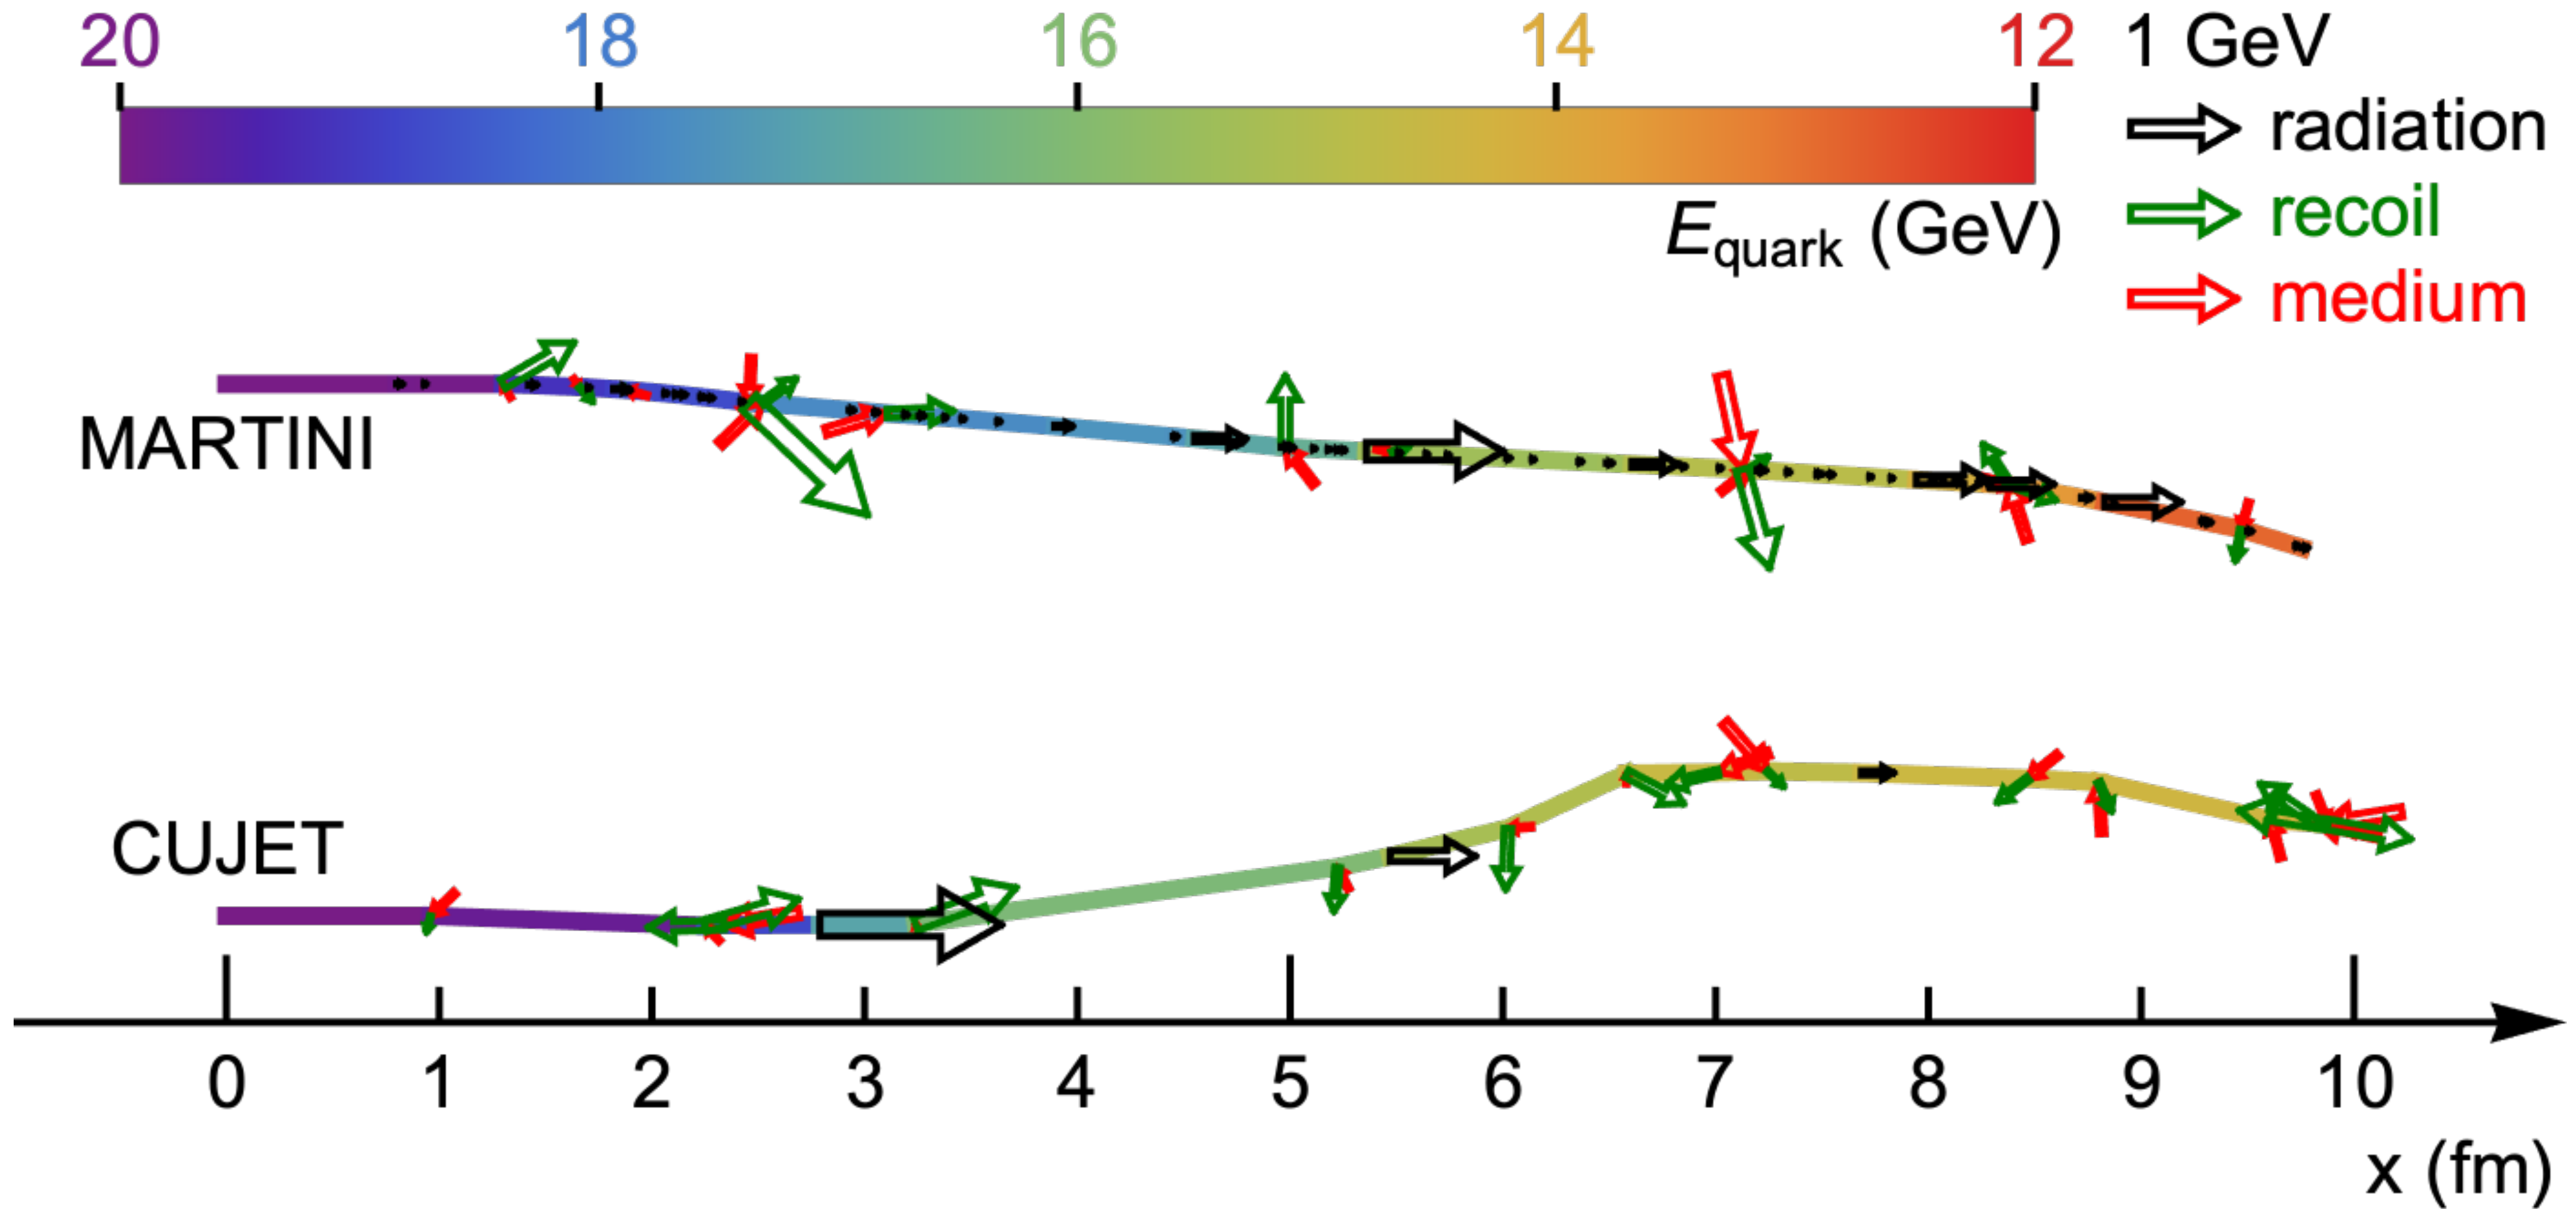 20 18 16 14 12 1 GeV
radiation
recoil
E_quark (GeV)
medium
MARTINI
CUJET
0 1 2 3 4 5 6 7 8 9 10
x (fm)